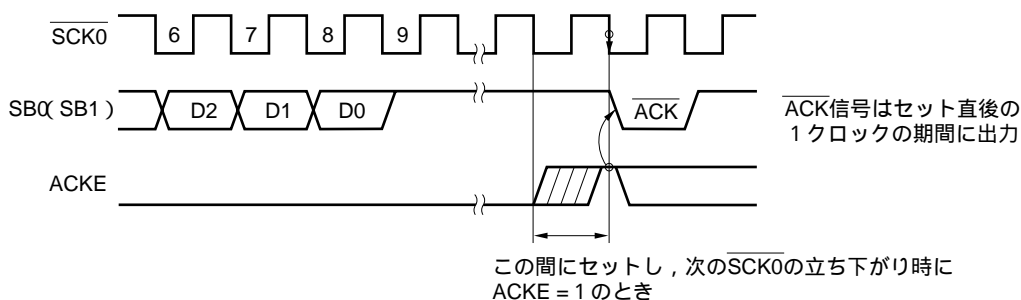 SCK0 6 7 8 9
SB0(SB1) D2 D1 D0 ACK
ACK信号はセット直後の
1クロックの期間に出力
ACKE
この間にセットし，次のSCK0の立ち下がり時に
ACKE＝1のとき